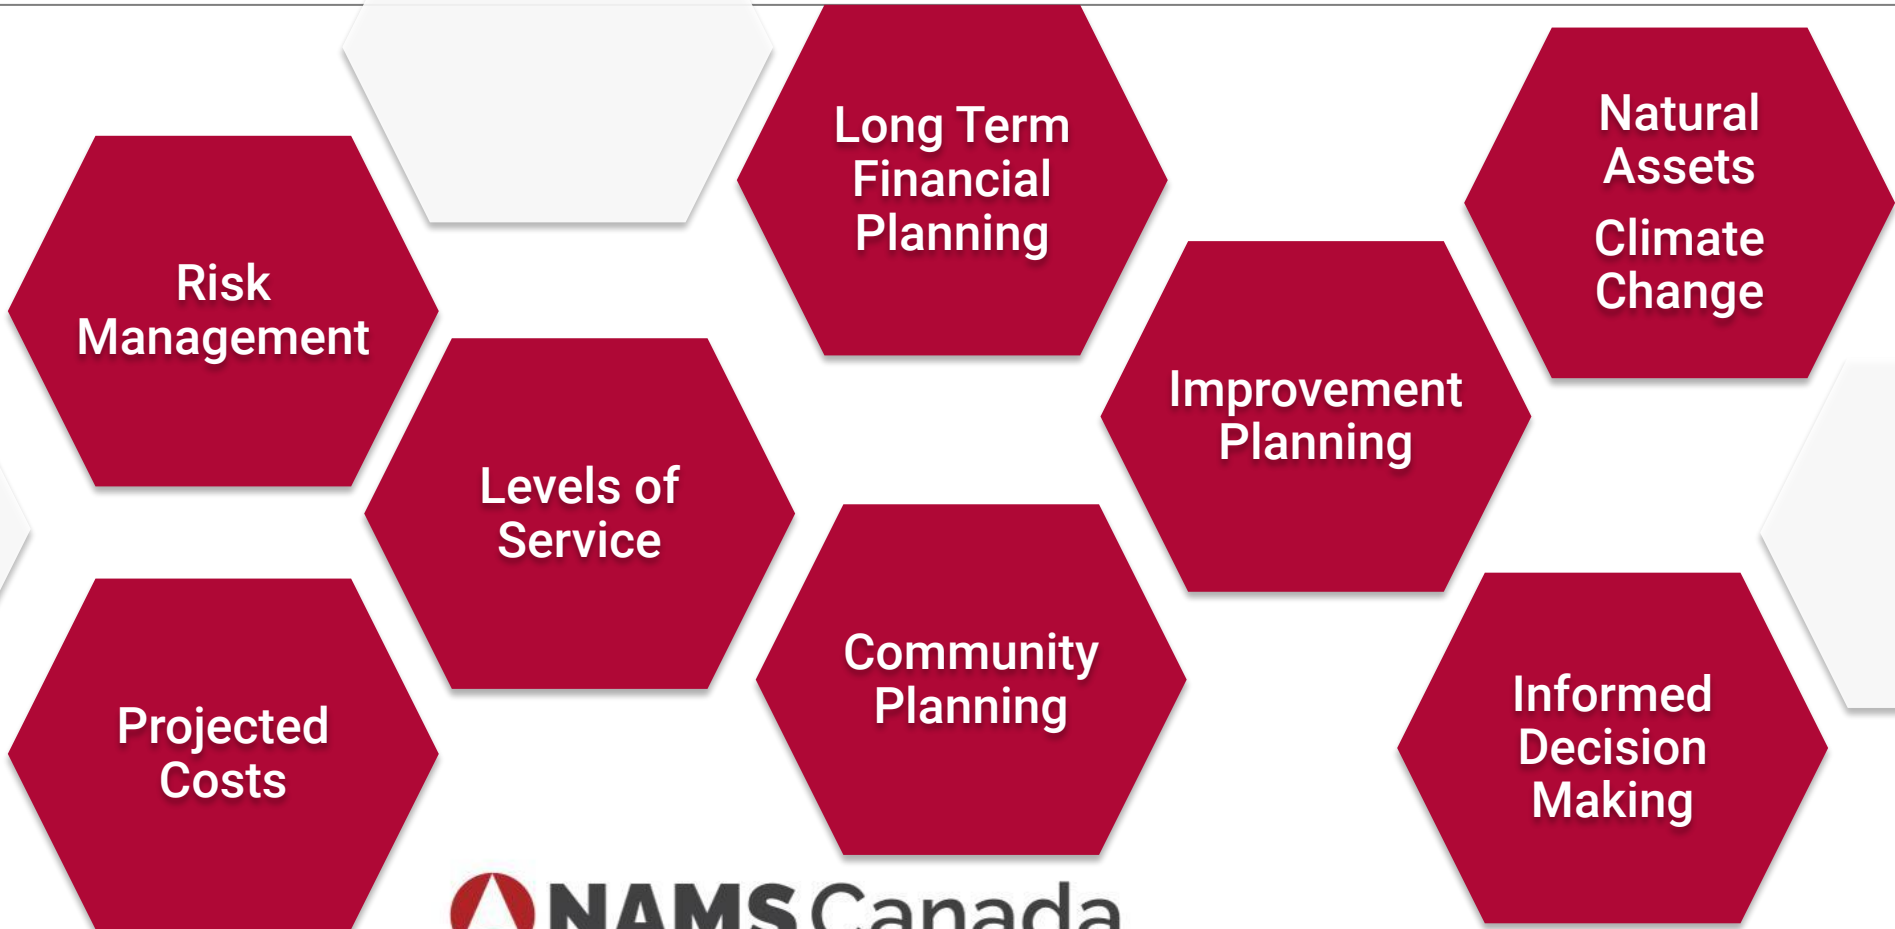 Risk
Management
Projected
Costs
Levels of
Service
Long Term
Financial
Planning
Community
Planning
Improvement
Planning
Natural
Assets
Climate
Change
Informed
Decision
Making
NAMS Canada